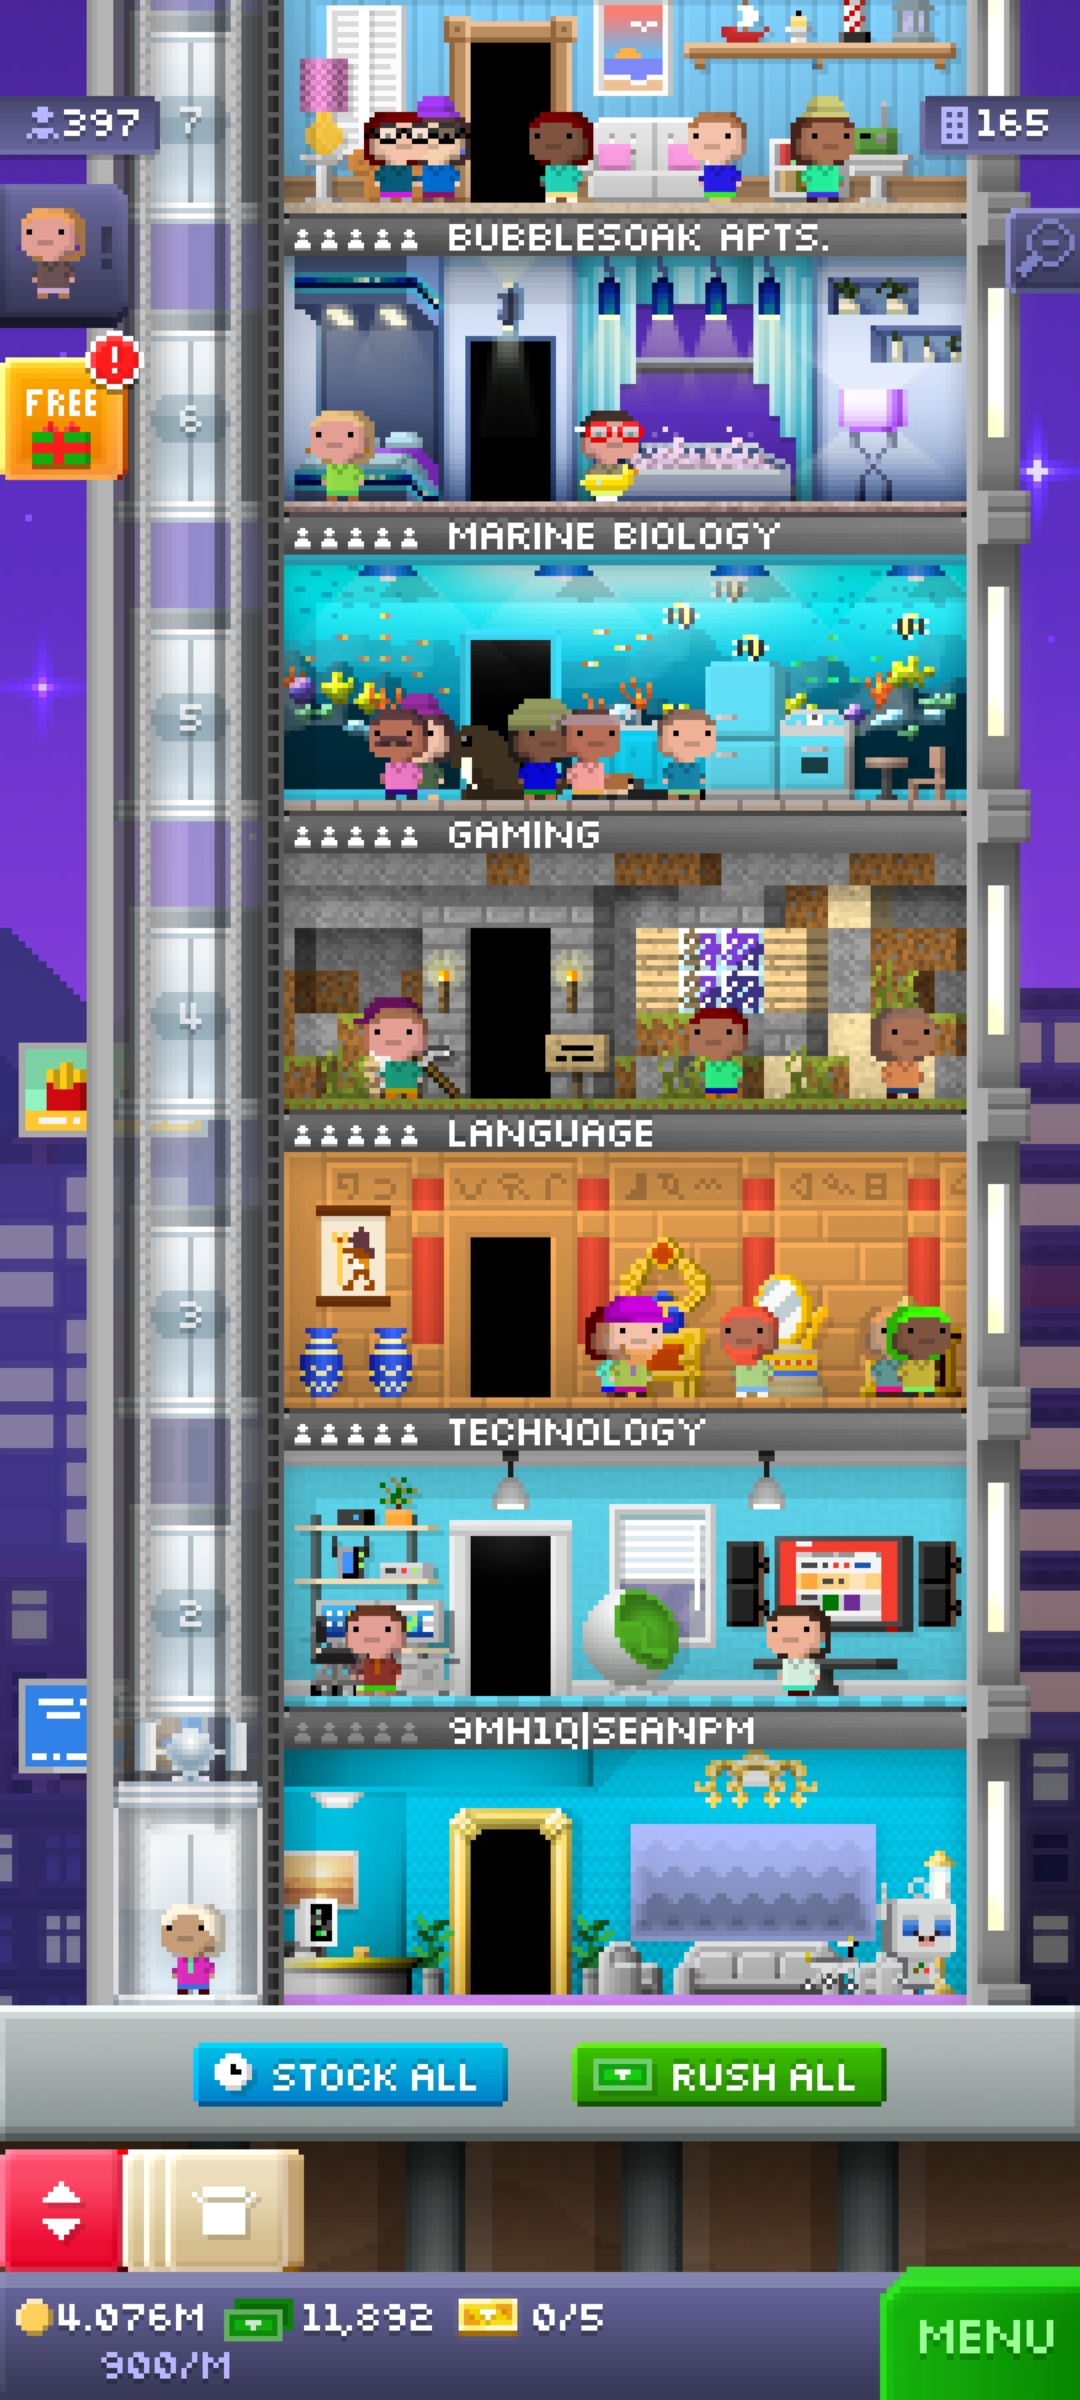 7
397
165
!
BUBBLESOAK APTS.
!
FREE
6
MARINE BIOLOGY
5
GAMING
4
LANGUAGE
3
TECHNOLOGY
2
9MH1Q|SEANPM
STOCK ALL
RUSH ALL
4.076M
11,892
0/5
900/M
MENU